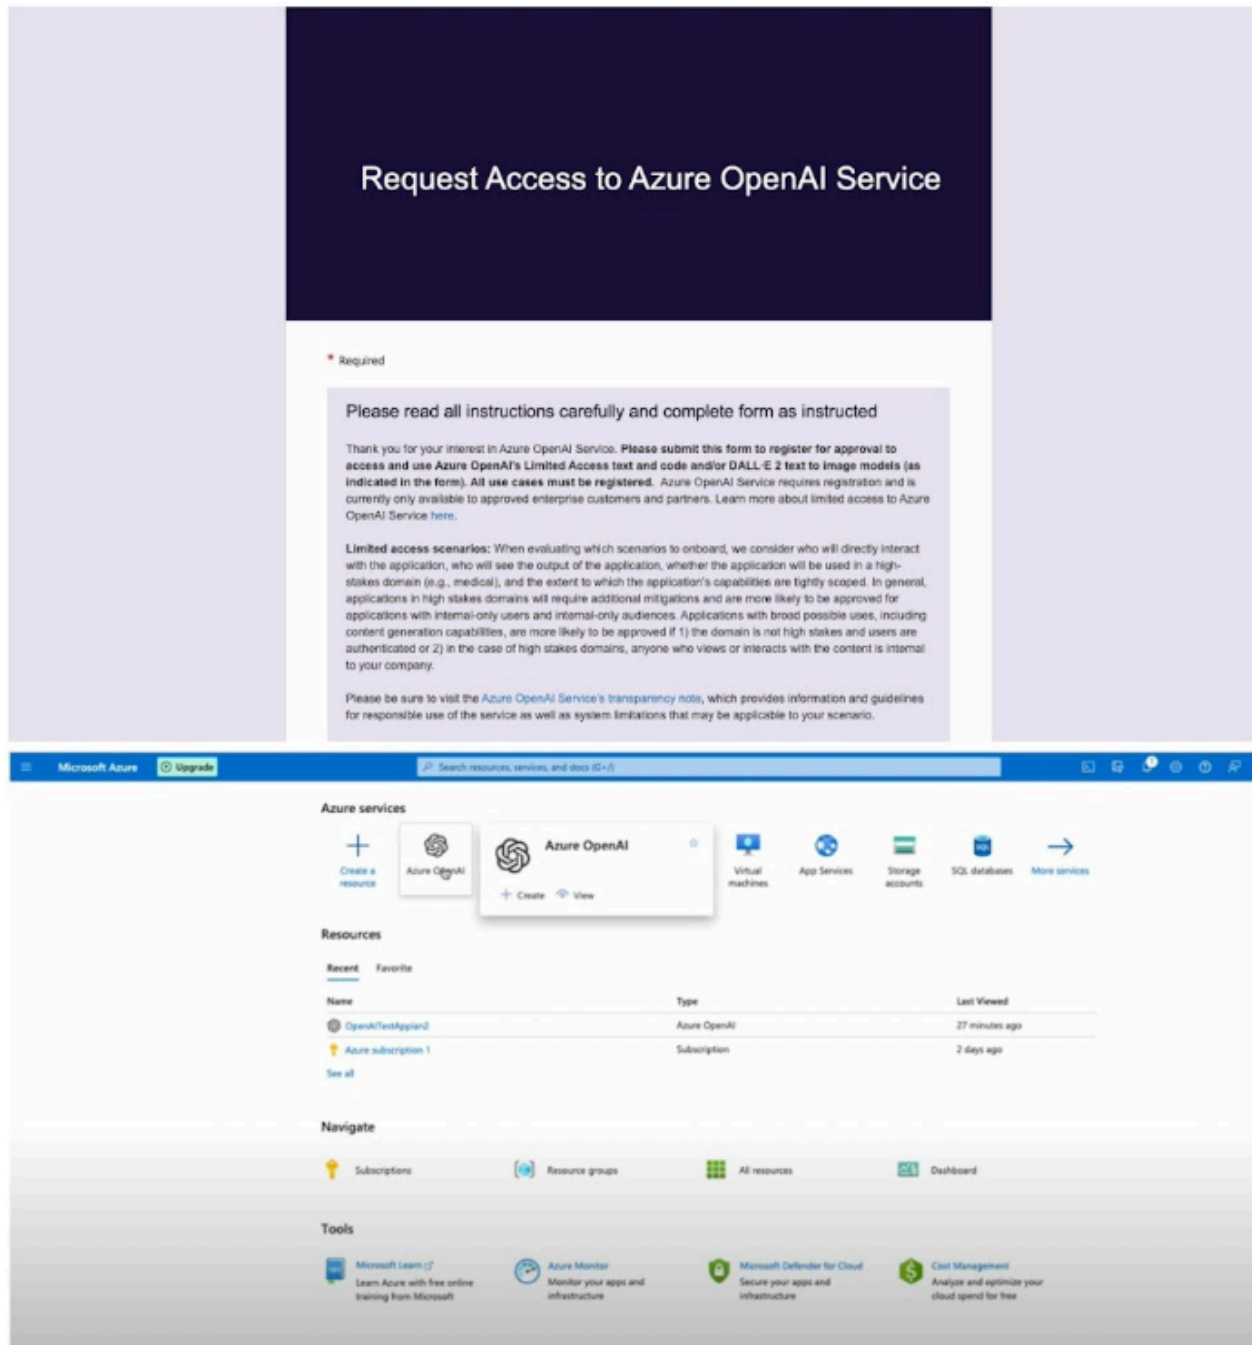 Request Access to Azure OpenAI Service
* Required
Please read all instructions carefully and complete form as instructed
Thank you for your interest in Azure OpenAI Service. Please submit this form to register for approval to
access and use Azure OpenAI's Limited Access text and code and/or DALL·E 2 text to image models (as
indicated in the form). All use cases must be registered. Azure OpenAI Service requires registration and is
currently only available to approved enterprise customers and partners. Learn more about limited access to Azure
OpenAI Service here.
Limited access scenarios: When evaluating which scenarios to onboard, we consider who will directly interact
with the application, who will see the output of the application, whether the application will be used in a high-
stakes domain (e.g., medical), and the extent to which the application's capabilities are tightly scoped. In general,
applications in high stakes domains will require additional mitigations and are more likely to be approved for
applications with internal-only users and internal-only audiences. Applications with broad possible uses, including
content generation capabilities, are more likely to be approved if 1) the domain is not high stakes and users are
authenticated or 2) in the case of high stakes domains, anyone who views or interacts with the content is internal
to your company.
Please be sure to visit the Azure OpenAI Service's transparency note, which provides information and guidelines
for responsible use of the service as well as system limitations that may be applicable to your scenario.
Microsoft Azure Upgrade Search resources, services, and docs (G+/) 1
Azure services
Create a resource
Azure OpenAI
Azure OpenAI
Create View
Virtual machines
App Services
Storage accounts
SQL
SQL databases
More services
Resources
Recent Favorite
Name Type Last Viewed
OpenAITestAppian2 Azure OpenAI 27 minutes ago
Azure subscription 1 Subscription 2 days ago
See all
Navigate
Subscriptions Resource groups All resources Dashboard
Tools
Microsoft Learn
Learn Azure with free online
training from Microsoft
Azure Monitor
Monitor your apps and
infrastructure
Microsoft Defender for Cloud
Secure your apps and
infrastructure
Cost Management
Analyze and optimize your
cloud spend for free